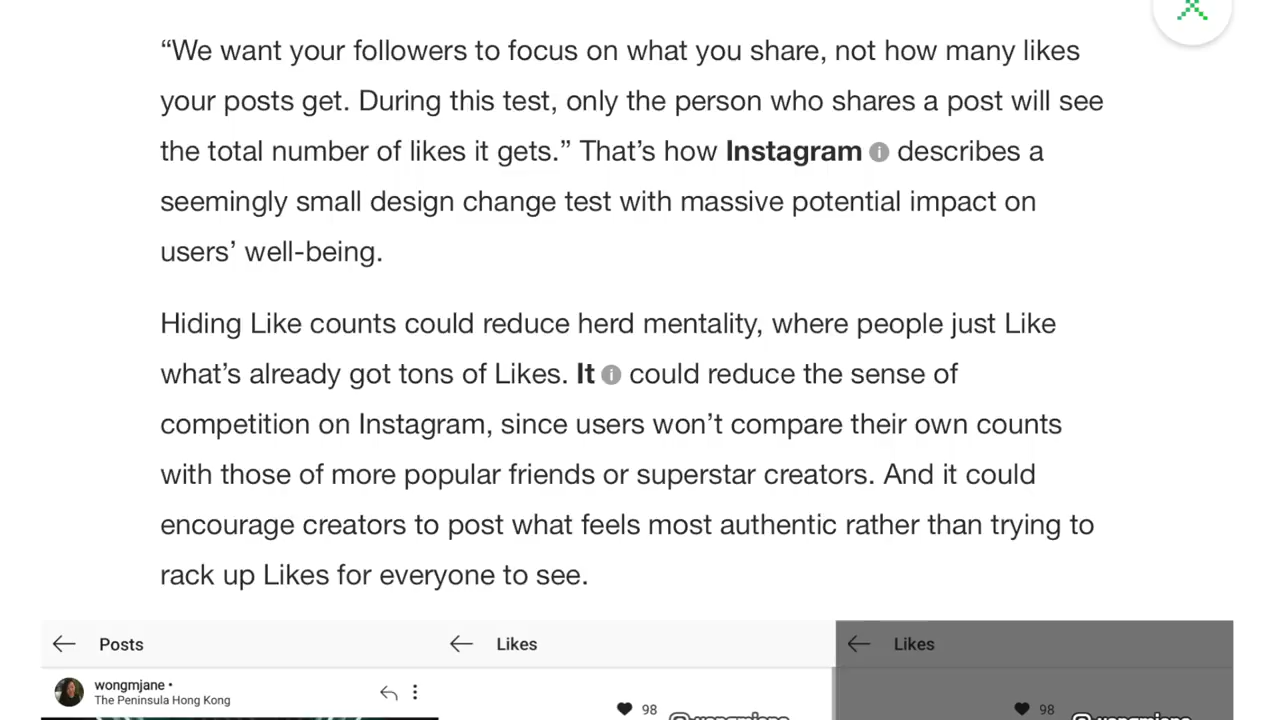 “We want your followers to focus on what you share, not how many likes
your posts get. During this test, only the person who shares a post will see
the total number of likes it gets.” That’s how Instagram describes a
seemingly small design change test with massive potential impact on
users’ well-being.
Hiding Like counts could reduce herd mentality, where people just Like
what’s already got tons of Likes. It could reduce the sense of
competition on Instagram, since users won’t compare their own counts
with those of more popular friends or superstar creators. And it could
encourage creators to post what feels most authentic rather than trying to
rack up Likes for everyone to see.
Posts
wongmjane •
The Peninsula Hong Kong
Likes
98
@wongmjane
Likes
98
@wongmjane